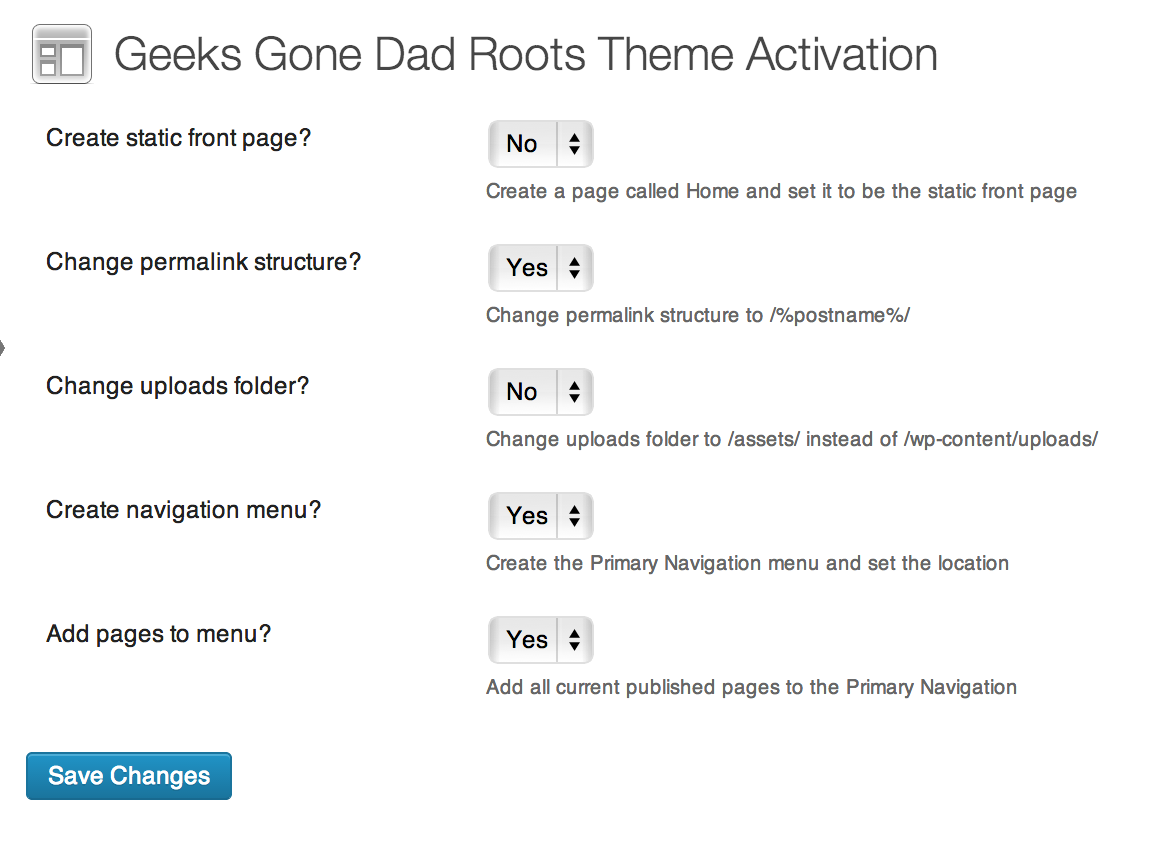 Geeks Gone Dad Roots Theme Activation
Create static front page?
No
Create a page called Home and set it to be the static front page
Change permalink structure?
Yes
Change permalink structure to /%postname%/
Change uploads folder?
No
Change uploads folder to /assets/ instead of /wp-content/uploads/
Create navigation menu?
Yes
Create the Primary Navigation menu and set the location
Add pages to menu?
Yes
Add all current published pages to the Primary Navigation
Save Changes